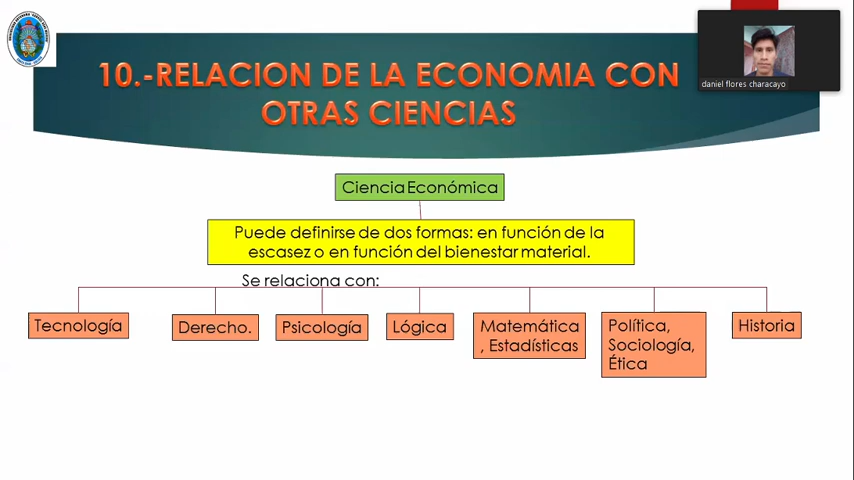 10.-RELACION DE LA ECONOMIA CON
OTRAS CIENCIAS
daniel flores characayo
Ciencia Económica
Puede definirse de dos formas: en función de la
escasez o en función del bienestar material.
Se relaciona con:
Tecnología
Derecho.
Psicología
Lógica
Matemática
, Estadísticas
Política,
Sociología,
Ética
Historia